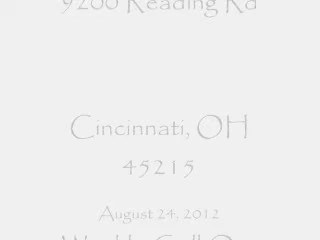 9200 Reading Rd
Cincinnati, OH
45215
August 24, 2012